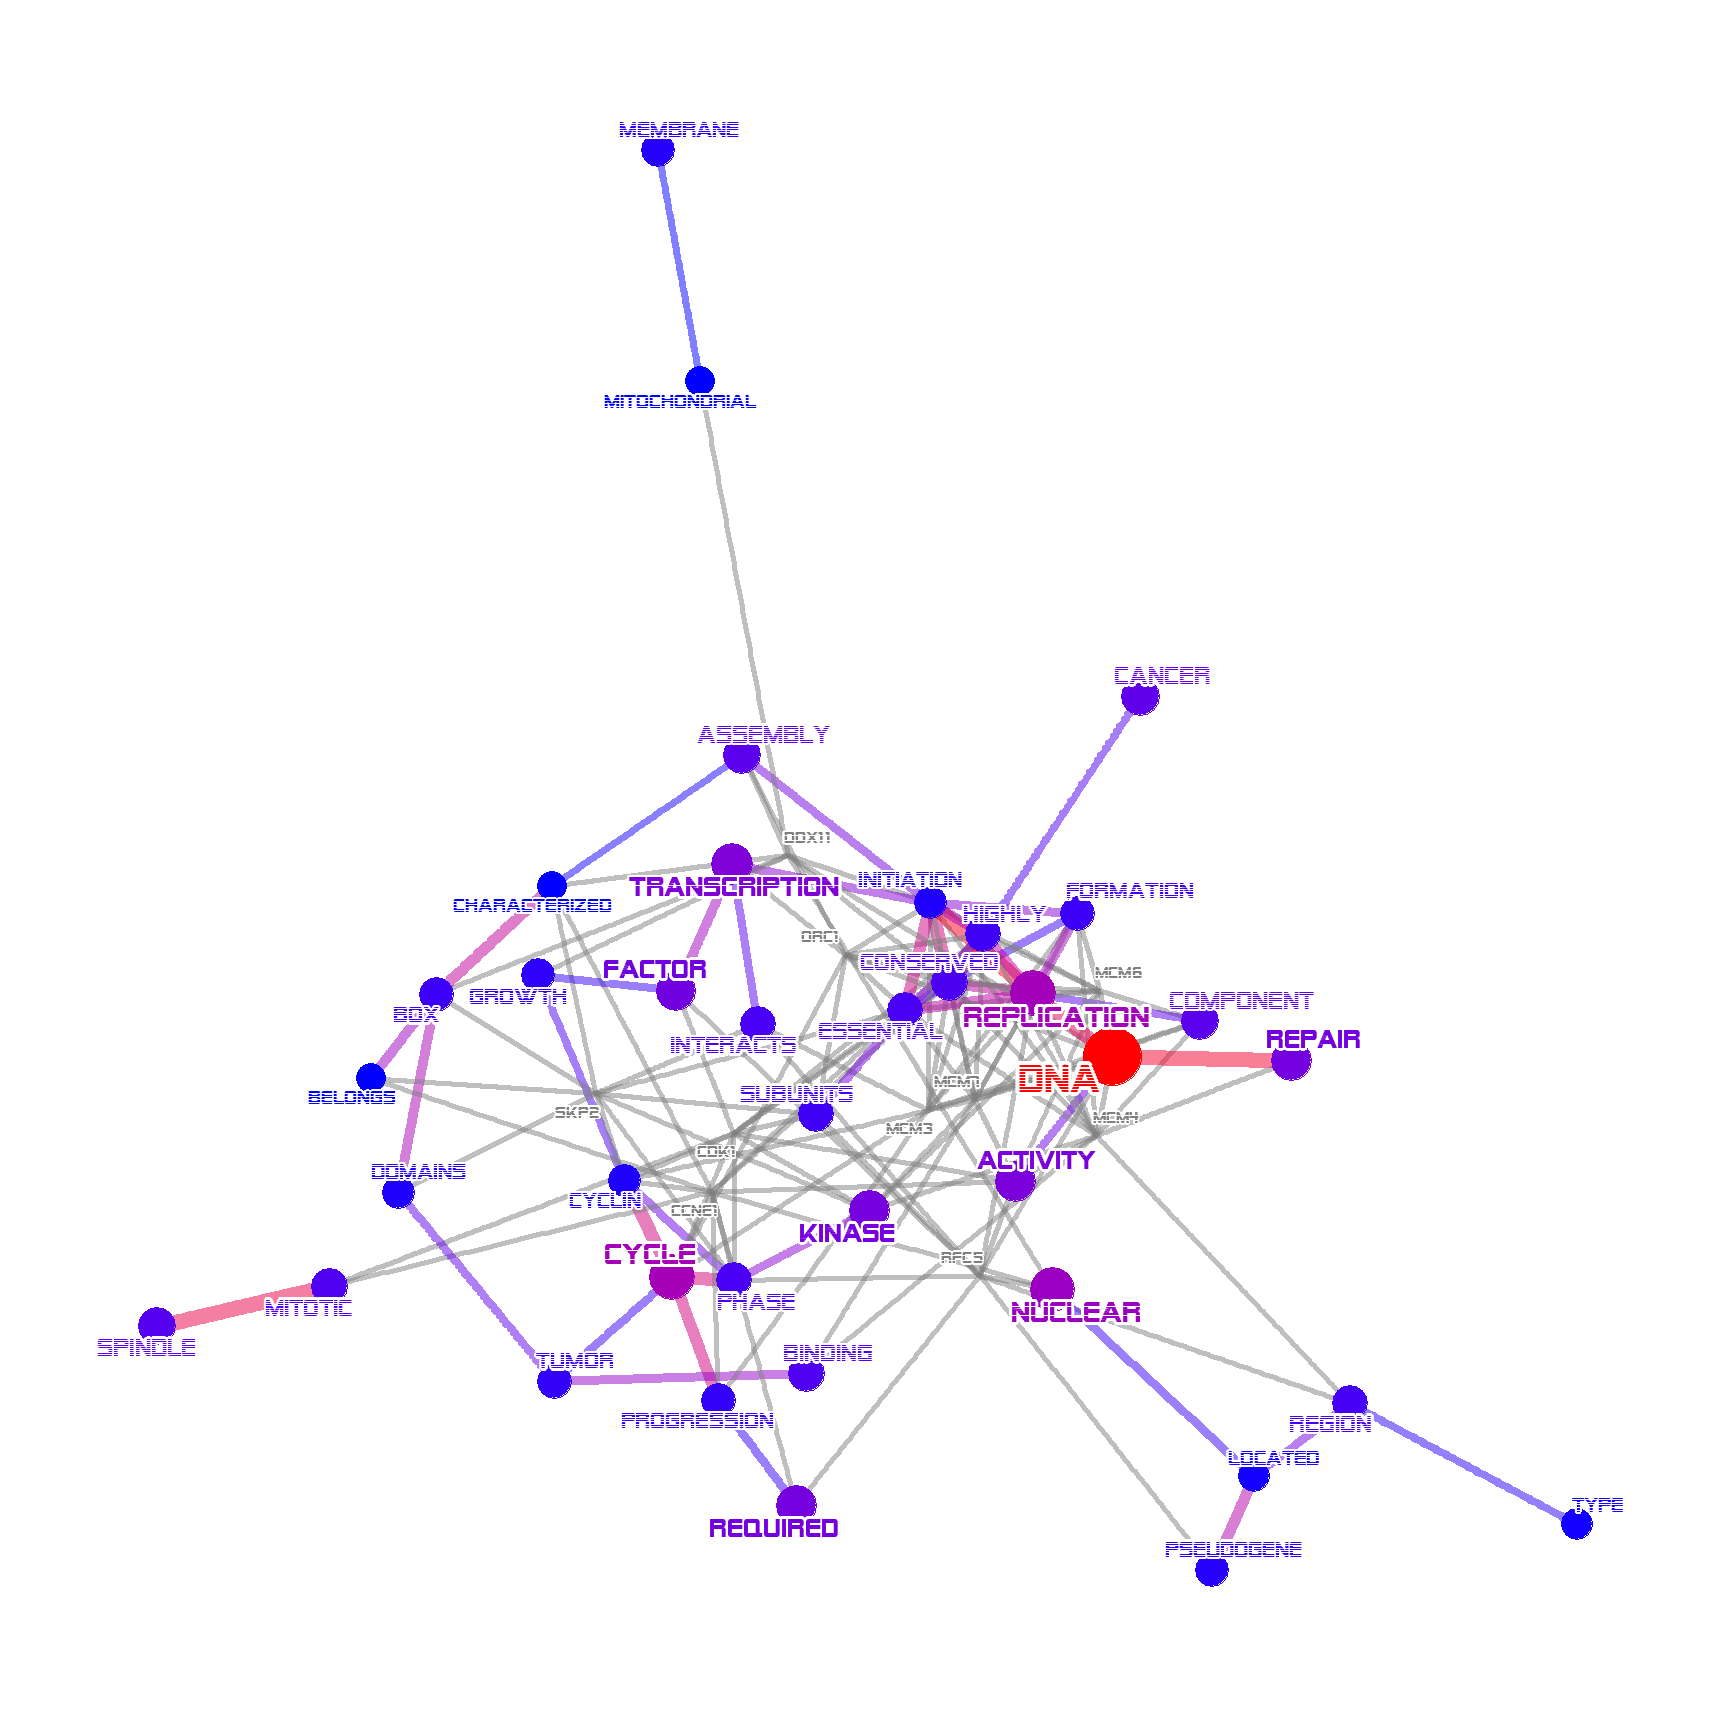 MEMBRANE
MITOCHONDRIAL
CANCER
ASSEMBLY
DDX11
TRANSCRIPTION
INITIATION
FORMATION
CHARACTERIZED
HIGHLY
ORC1
CONSERVED
FACTOR
MCM6
GROWTH
COMPONENT
BOX
REPLICATION
ESSENTIAL
REPAIR
INTERACTS
DNA
MCM7
SUBUNITS
BELONGS
SKP2
MCM4
MCM3
CDK1
ACTIVITY
DOMAINS
CYCLIN
CCNE1
KINASE
CYCLE
RFC5
PHASE
MITOTIC
NUCLEAR
SPINDLE
BINDING
TUMOR
PROGRESSION
REGION
LOCATED
TYPE
REQUIRED
PSEUDOGENE